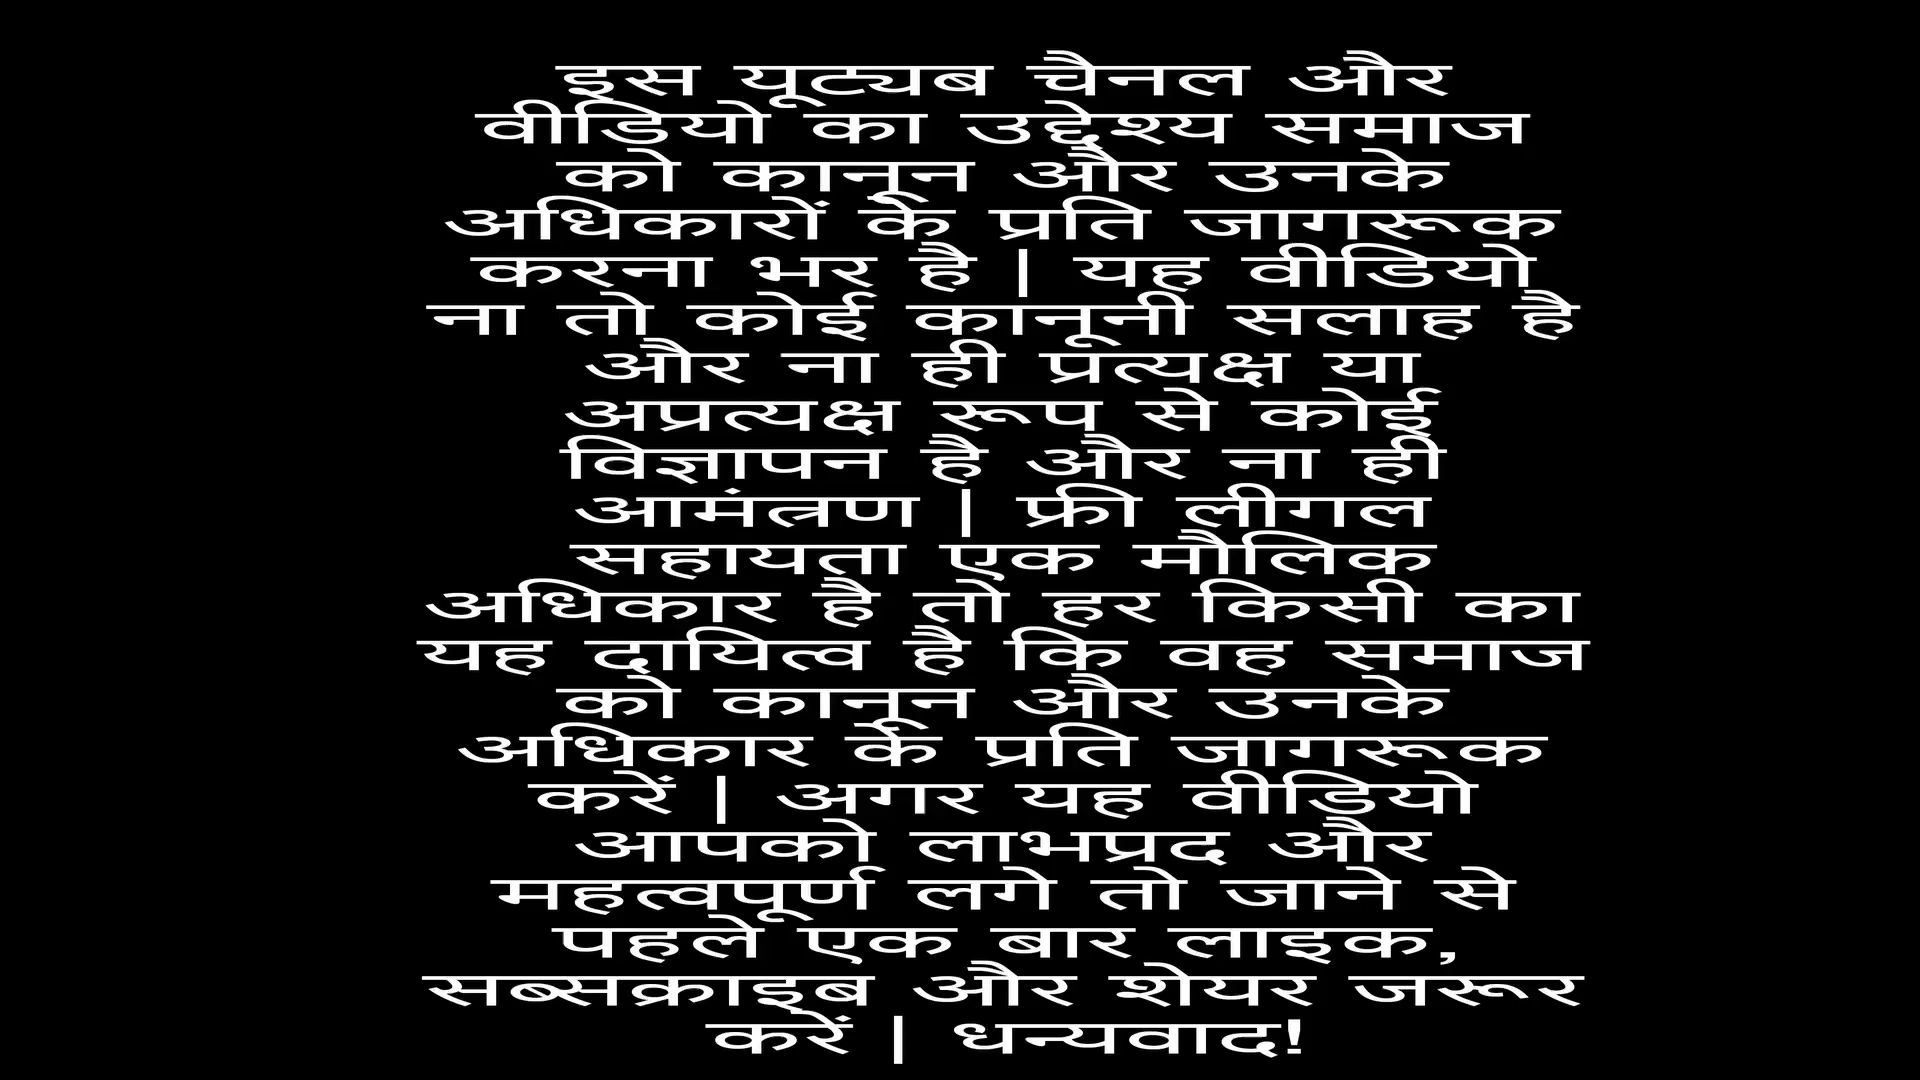 इस यूट्यब चैनल और
वीडियो का उद्देश्य समाज
को कानून और उनके
अधिकारों के प्रति जागरूक
करना भर है | यह वीडियो
ना तो कोई कानूनी सलाह है
और ना ही प्रत्यक्ष या
अप्रत्यक्ष रूप से कोई
विज्ञापन है और ना ही
आमंत्रण | फ्री लीगल
सहायता एक मौलिक
अधिकार है तो हर किसी का
यह दायित्व है कि वह समाज
को कानून और उनके
अधिकार के प्रति जागरूक
करें | अगर यह वीडियो
आपको लाभप्रद और
महत्वपूर्ण लगे तो जाने से
पहले एक बार लाइक,
सब्सक्राइब और शेयर जरूर
करें | धन्यवाद!